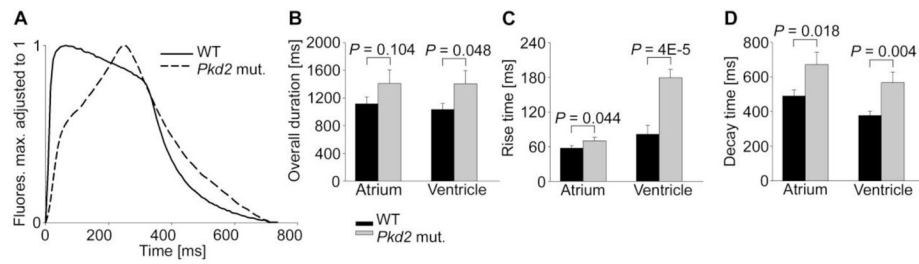 A
Fluores. max. adjusted to 1
1
0
0
200
400
600
800
Time [ms]
WT
Pkd2 mut.
B
Overall duration [ms]
2000
1600
1200
800
400
0
P = 0.104
P = 0.048
Atrium
Ventricle
WT
Pkd2 mut.
C
Rise time [ms]
240
180
120
60
0
P = 0.044
P = 4E-5
Atrium
Ventricle
D
Decay time [ms]
800
600
400
200
0
P = 0.018
P = 0.004
Atrium
Ventricle